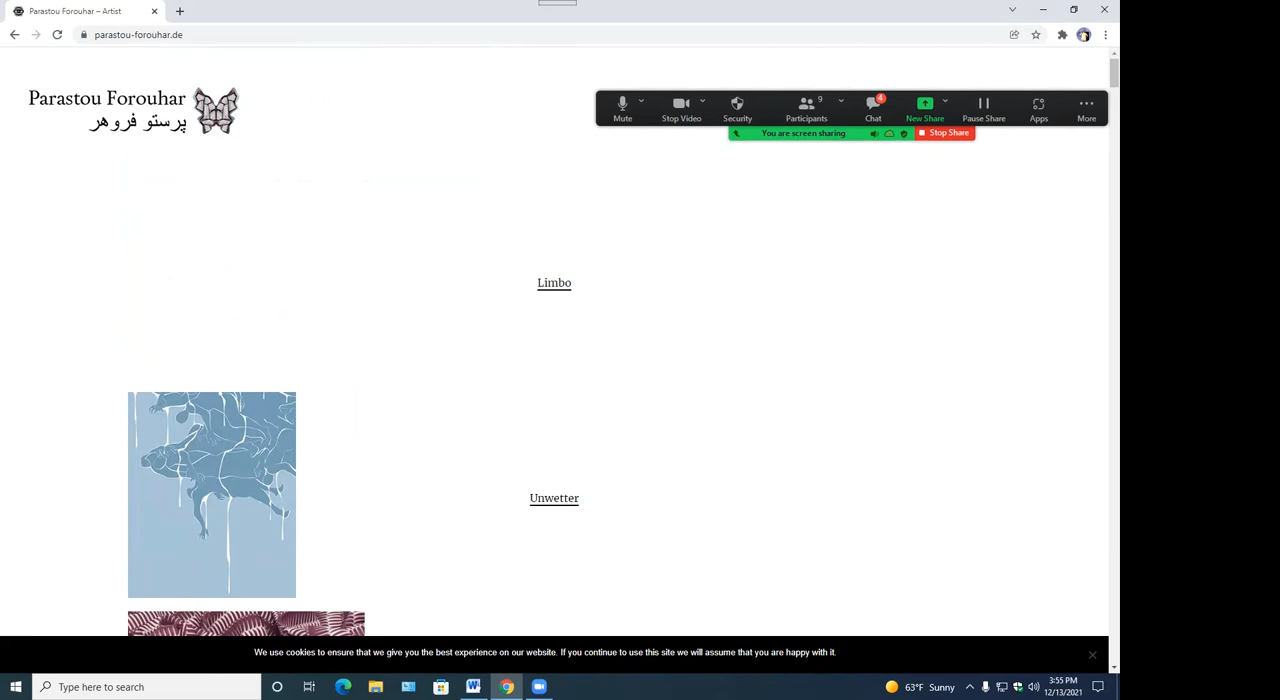 Parastou Forouhar – Artist
parastou-forouhar.de
Parastou Forouhar
پرستو فروهر
Mute
Stop Video
Security
9
Participants
4
Chat
New Share
Pause Share
Apps
More
You are screen sharing
Stop Share
Limbo
Unwetter
We use cookies to ensure that we give you the best experience on our website. If you continue to use this site we will assume that you are happy with it.
Type here to search
63°F Sunny
3:55 PM
12/13/2021